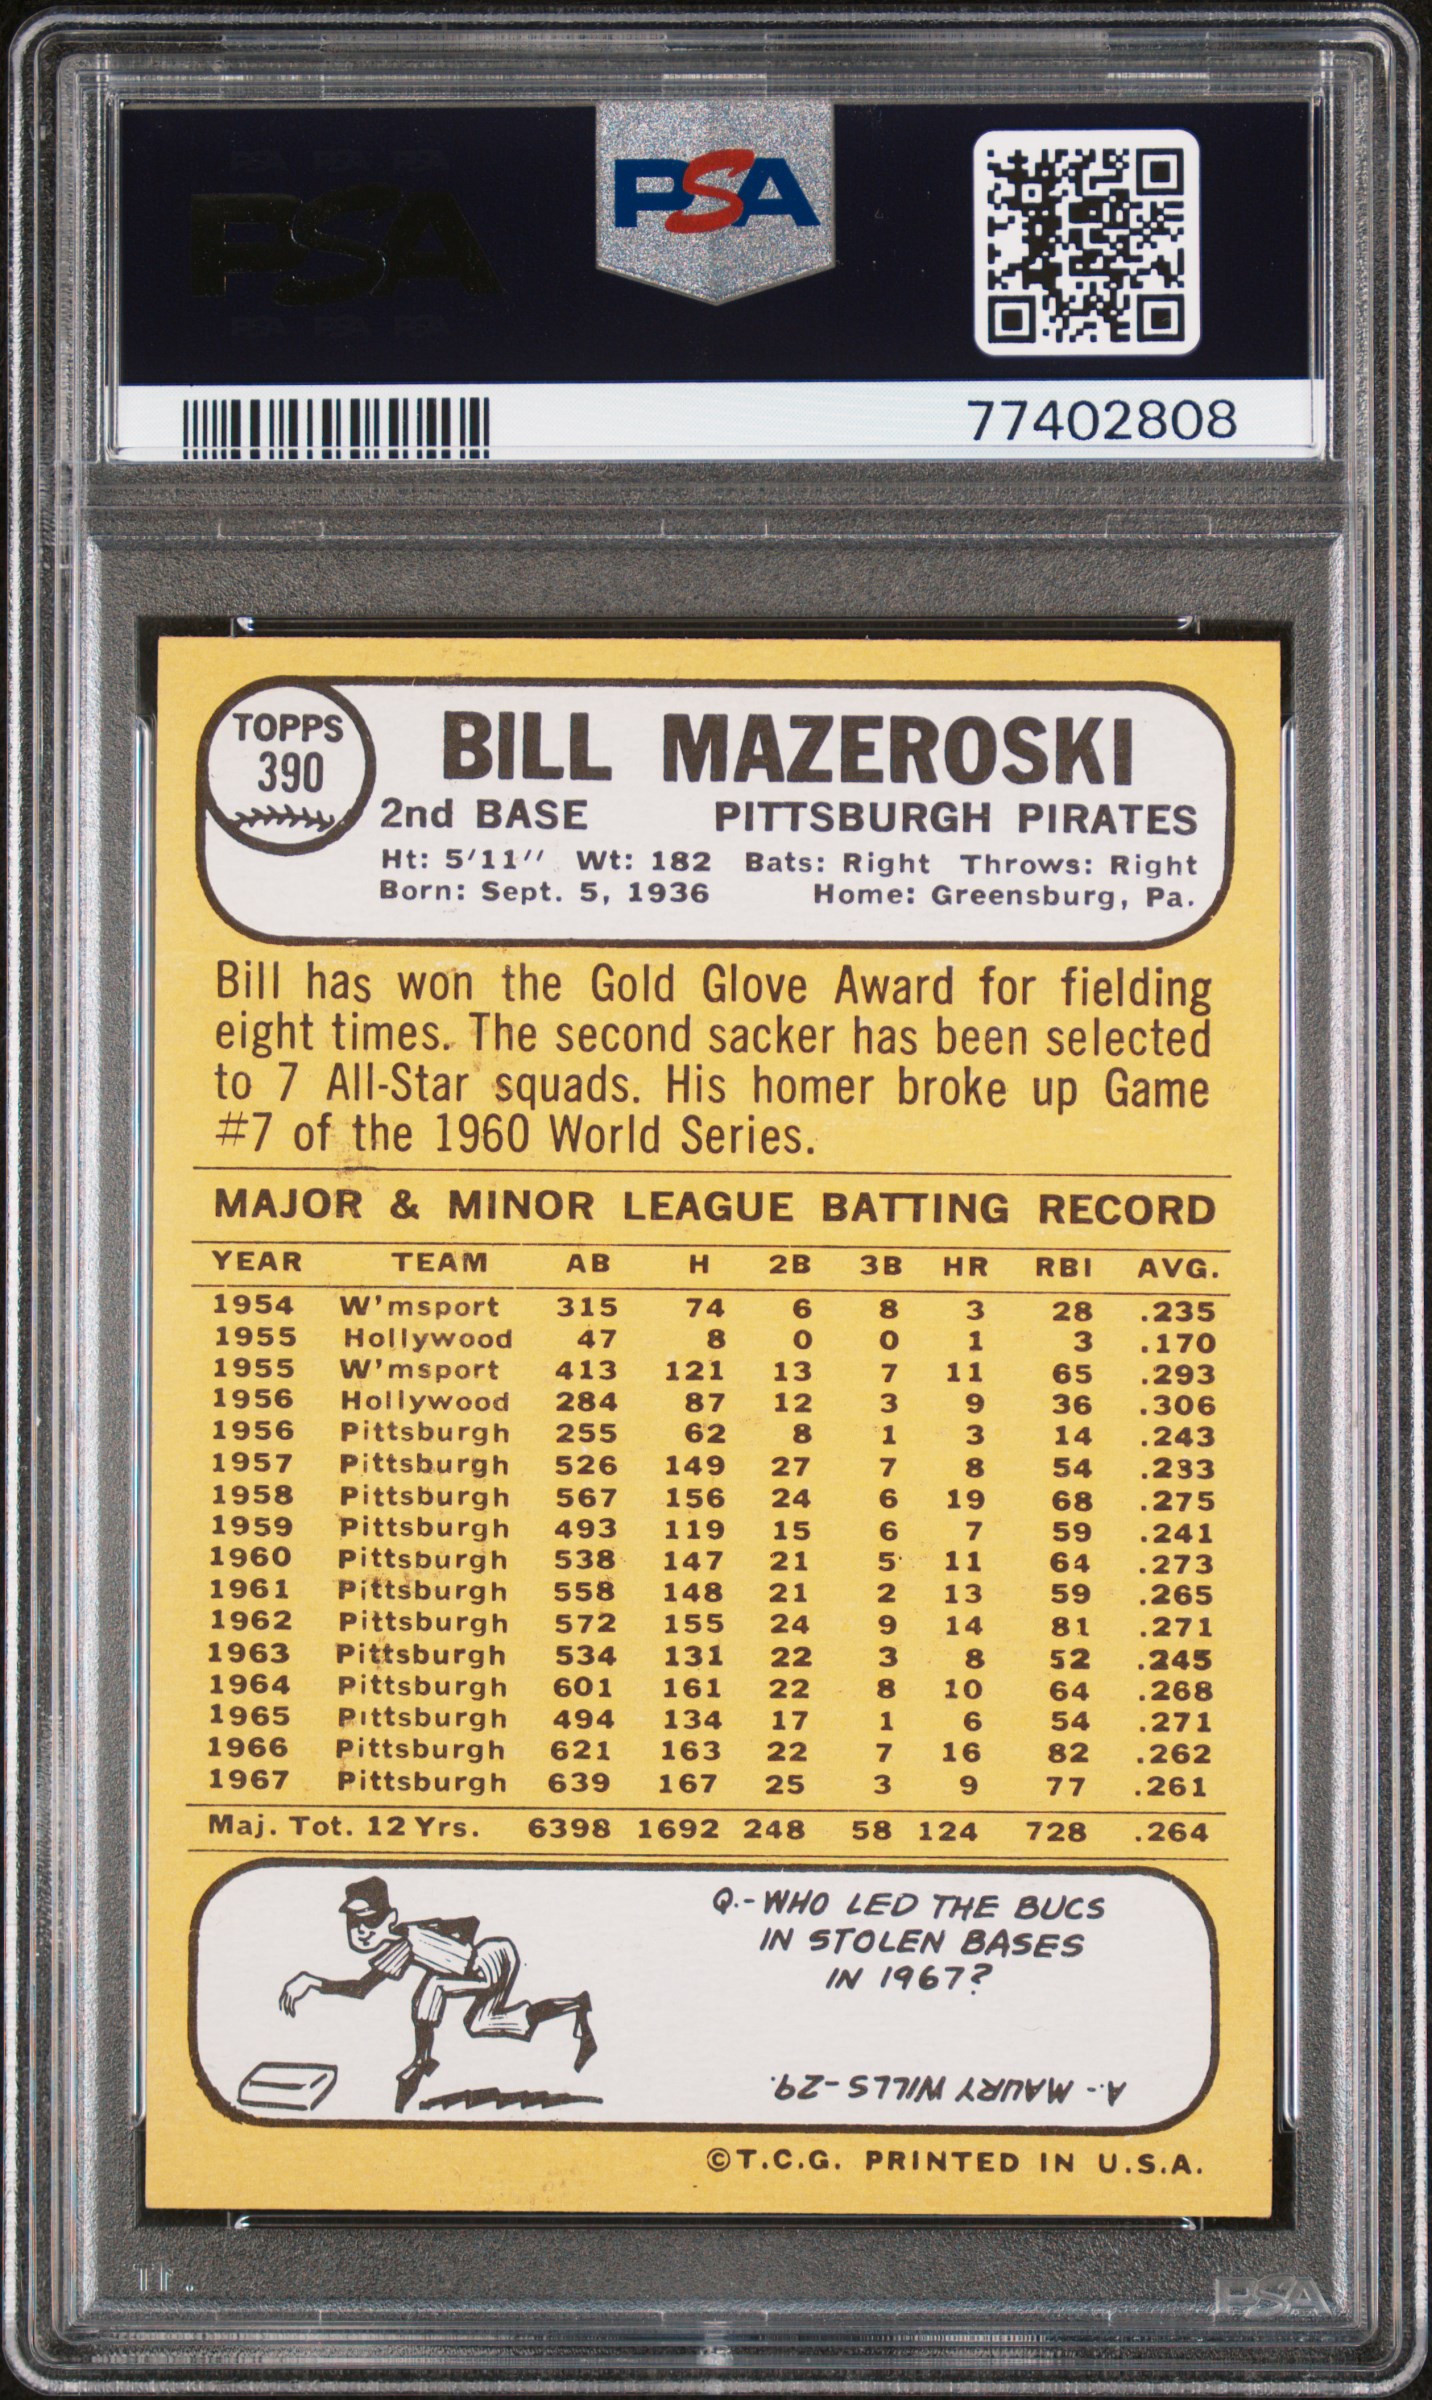 PSA PSA PSA
PSA
PSA
PSA PSA PSA
77402808
TOPPS
390
BILL MAZEROSKI
2nd BASE PITTSBURGH PIRATES
Ht: 5'11'' Wt: 182 Bats: Right Throws: Right
Born: Sept. 5, 1936 Home: Greensburg, Pa.
Bill has won the Gold Glove Award for fielding
eight times. The second sacker has been selected
to 7 All-Star squads. His homer broke up Game
#7 of the 1960 World Series.
MAJOR & MINOR LEAGUE BATTING RECORD
YEAR TEAM AB H 2B 3B HR RBI AVG.
1954 W'msport 315 74 6 8 3 28 .235
1955 Hollywood 47 8 0 0 1 3 .170
1955 W'msport 413 121 13 7 11 65 .293
1956 Hollywood 284 87 12 3 9 36 .306
1956 Pittsburgh 255 62 8 1 3 14 .243
1957 Pittsburgh 526 149 27 7 8 54 .283
1958 Pittsburgh 567 156 24 6 19 68 .275
1959 Pittsburgh 493 119 15 6 7 59 .241
1960 Pittsburgh 538 147 21 5 11 64 .273
1961 Pittsburgh 558 148 21 2 13 59 .265
1962 Pittsburgh 572 155 24 9 14 81 .271
1963 Pittsburgh 534 131 22 3 8 52 .245
1964 Pittsburgh 601 161 22 8 10 64 .268
1965 Pittsburgh 494 134 17 1 6 54 .271
1966 Pittsburgh 621 163 22 7 16 82 .262
1967 Pittsburgh 639 167 25 3 9 77 .261
Maj. Tot. 12 Yrs. 6398 1692 248 58 124 728 .264
Q.-WHO LED THE BUCS
IN STOLEN BASES
IN 1967?
A.-MAURY WILLS-29.
©T.C.G. PRINTED IN U.S.A.
PSA